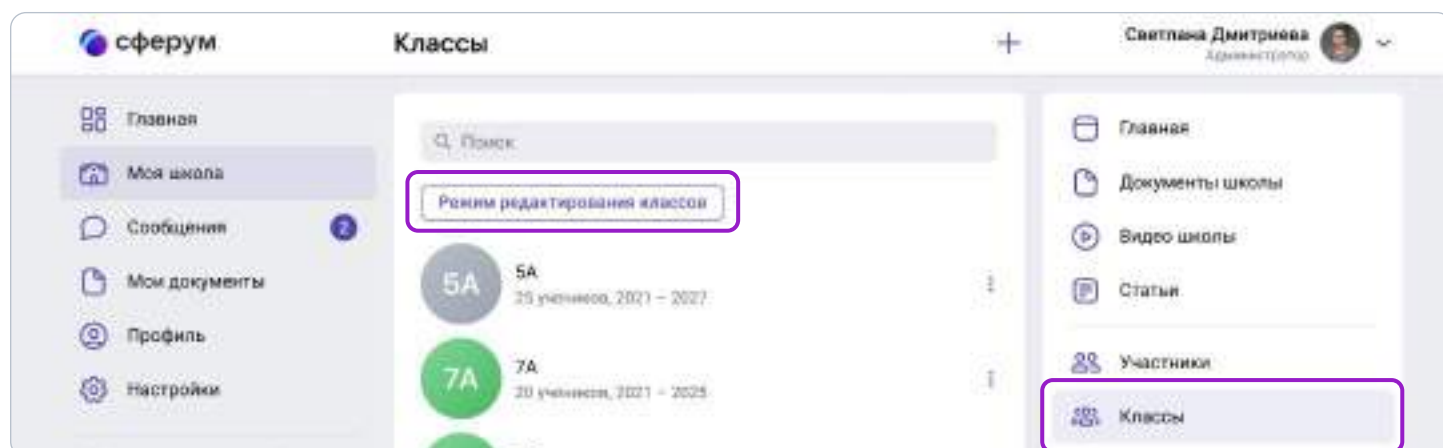 сферум
Классы
+
Светлана Дмитриева
Администратор
Главная
Моя школа
Сообщения
2
Мои документы
Профиль
Настройки
Поиск
Режим редактирования классов
5А
5А
25 учеников, 2021 – 2027
7А
7А
20 учеников, 2021 – 2025
Главная
Документы школы
Видео школы
Статьи
Участники
Классы